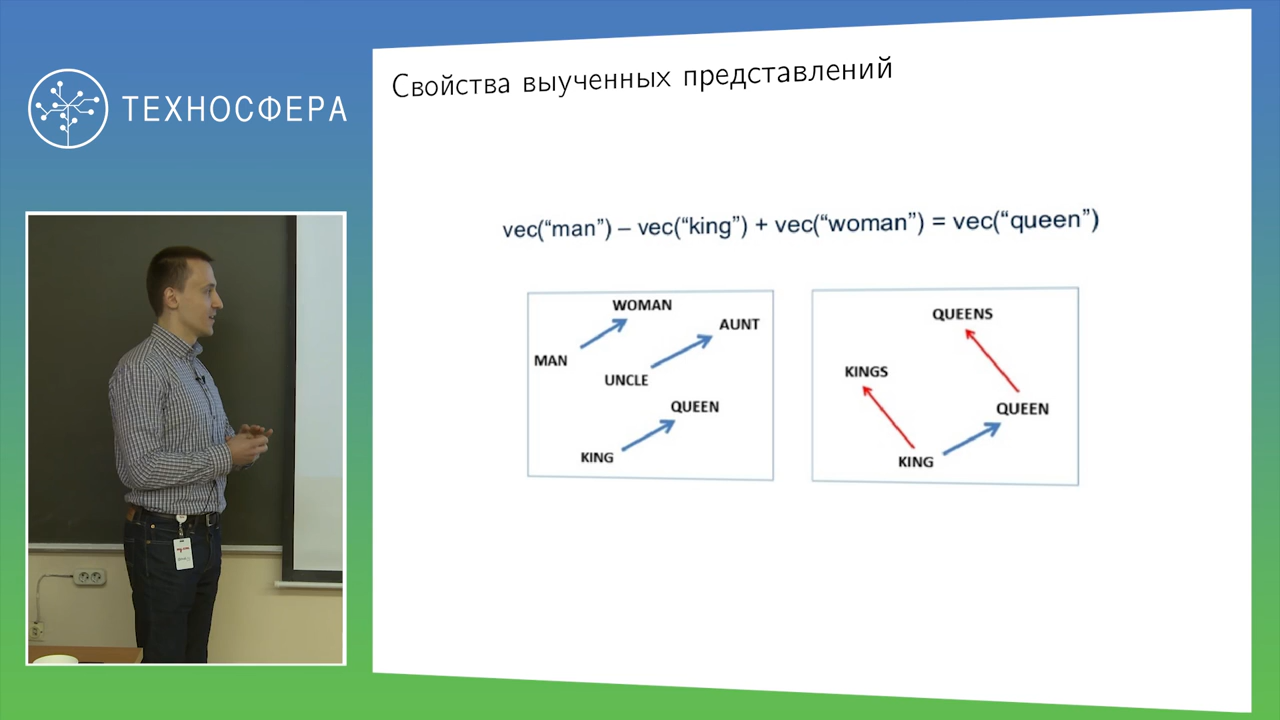 ТЕХНОСФЕРА
Свойства выученных представлений
vec(“man”) – vec(“king”) + vec(“woman”) = vec(“queen”)
WOMAN
AUNT
MAN
UNCLE
QUEEN
KING
QUEENS
KINGS
QUEEN
KING